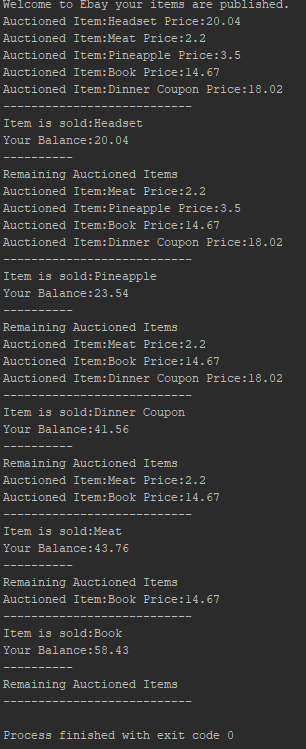 Welcome to Ebay your items are published.
Auctioned Item:Headset Price:20.04
Auctioned Item:Meat Price:2.2
Auctioned Item:Pineapple Price:3.5
Auctioned Item:Book Price:14.67
Auctioned Item:Dinner Coupon Price:18.02
---------------------------
Item is sold:Headset
Your Balance:20.04
----------
Remaining Auctioned Items
Auctioned Item:Meat Price:2.2
Auctioned Item:Pineapple Price:3.5
Auctioned Item:Book Price:14.67
Auctioned Item:Dinner Coupon Price:18.02
---------------------------
Item is sold:Pineapple
Your Balance:23.54
----------
Remaining Auctioned Items
Auctioned Item:Meat Price:2.2
Auctioned Item:Book Price:14.67
Auctioned Item:Dinner Coupon Price:18.02
---------------------------
Item is sold:Dinner Coupon
Your Balance:41.56
----------
Remaining Auctioned Items
Auctioned Item:Meat Price:2.2
Auctioned Item:Book Price:14.67
---------------------------
Item is sold:Meat
Your Balance:43.76
----------
Remaining Auctioned Items
Auctioned Item:Book Price:14.67
---------------------------
Item is sold:Book
Your Balance:58.43
----------
Remaining Auctioned Items
---------------------------
Process finished with exit code 0